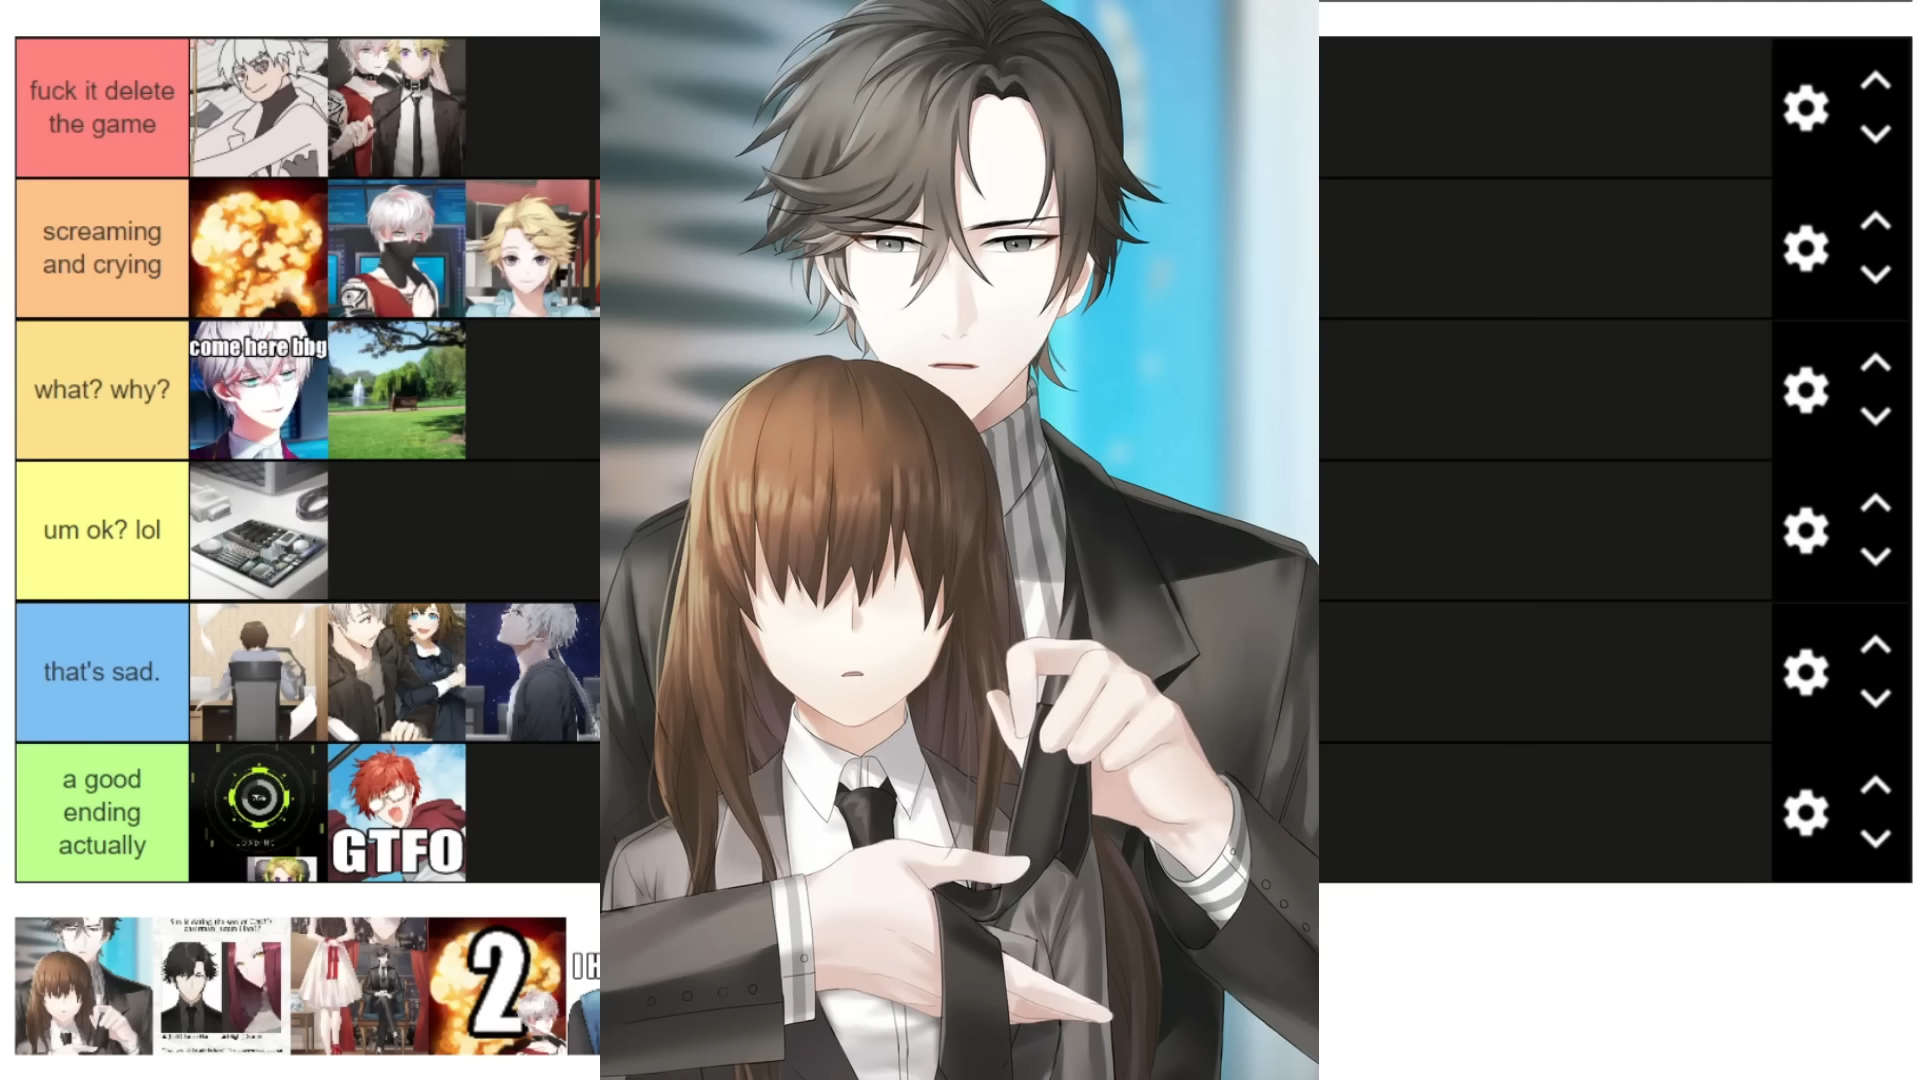 fuck it delete
the game
screaming
and crying
come here bbg
what? why?
um ok? lol
that's sad.
a good
ending
actually
LOADING
GTFO
2
I H